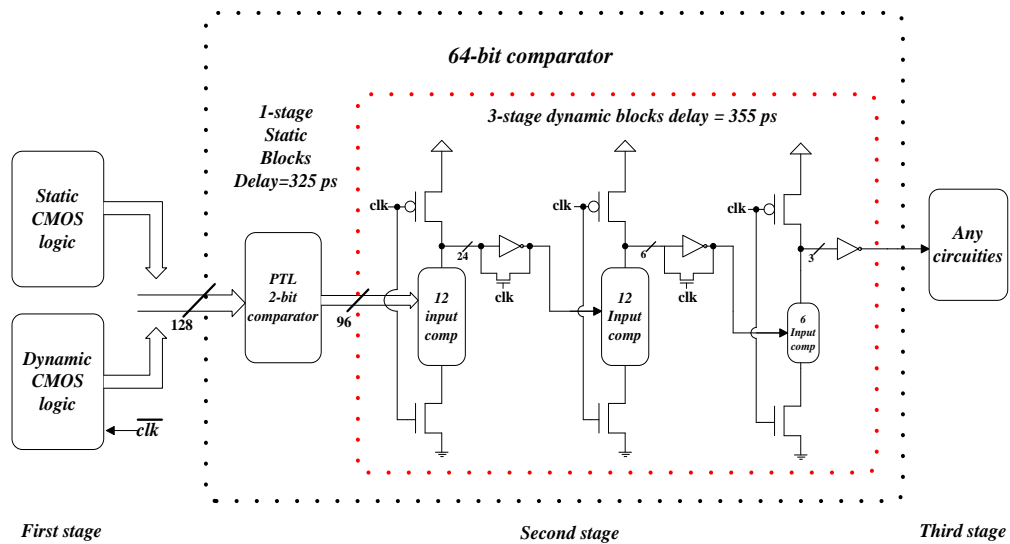 64-bit comparator
1-stage
Static
Blocks
Delay=325 ps
3-stage dynamic blocks delay = 355 ps
Static
CMOS
logic
Dynamic
CMOS
logic
clk
128
PTL
2-bit
comparator
96
clk
24
clk
12
input
comp
clk
6
clk
12
Input
comp
clk
3
6
Input
comp
Any
circuities
First stage
Second stage
Third stage